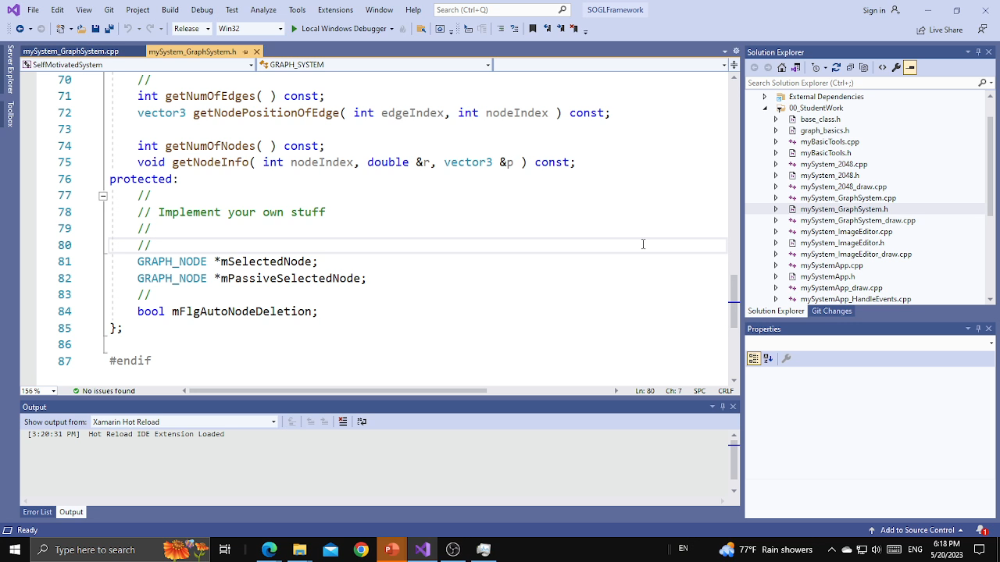 File Edit View Git Project Build Debug Test Analyze Tools Extensions Window Help Search (Ctrl+Q) SOGLFramework Sign in
Release Win32 Local Windows Debugger Live Share
Server Explorer
Toolbox
mySystem_GraphSystem.cpp mySystem_GraphSystem.h
SelfMotivatedSystem GRAPH_SYSTEM
70 //
71 int getNumOfEdges( ) const;
72 vector3 getNodePositionOfEdge( int edgeIndex, int nodeIndex ) const;
73
74 int getNumOfNodes( ) const;
75 void getNodeInfo( int nodeIndex, double &r, vector3 &p ) const;
76 protected:
77 //
78 // Implement your own stuff
79 //
80 //
81 GRAPH_NODE *mSelectedNode;
82 GRAPH_NODE *mPassiveSelectedNode;
83 //
84 bool mFlgAutoNodeDeletion;
85 };
86
87 #endif
156 % No issues found Ln: 80 Ch: 7 SPC CRLF
Output
Show output from: Xamarin Hot Reload
[3:20:31 PM] Hot Reload IDE Extension Loaded
Error List Output
Solution Explorer
Search Solution Explorer (Ctrl+;)
External Dependencies
00_StudentWork
base_class.h
graph_basics.h
myBasicTools.cpp
myBasicTools.h
mySystem_2048.cpp
mySystem_2048.h
mySystem_2048_draw.cpp
mySystem_GraphSystem.cpp
mySystem_GraphSystem.h
mySystem_GraphSystem_draw.cpp
mySystem_ImageEditor.cpp
mySystem_ImageEditor.h
mySystem_ImageEditor_draw.cpp
mySystemApp.cpp
mySystemApp.h
mySystemApp_draw.cpp
mySystemApp_HandleEvents.cpp
Solution Explorer Git Changes
Properties
Ready Add to Source Control 1
Type here to search EN 77°F Rain showers ENG 6:18 PM
5/20/2023